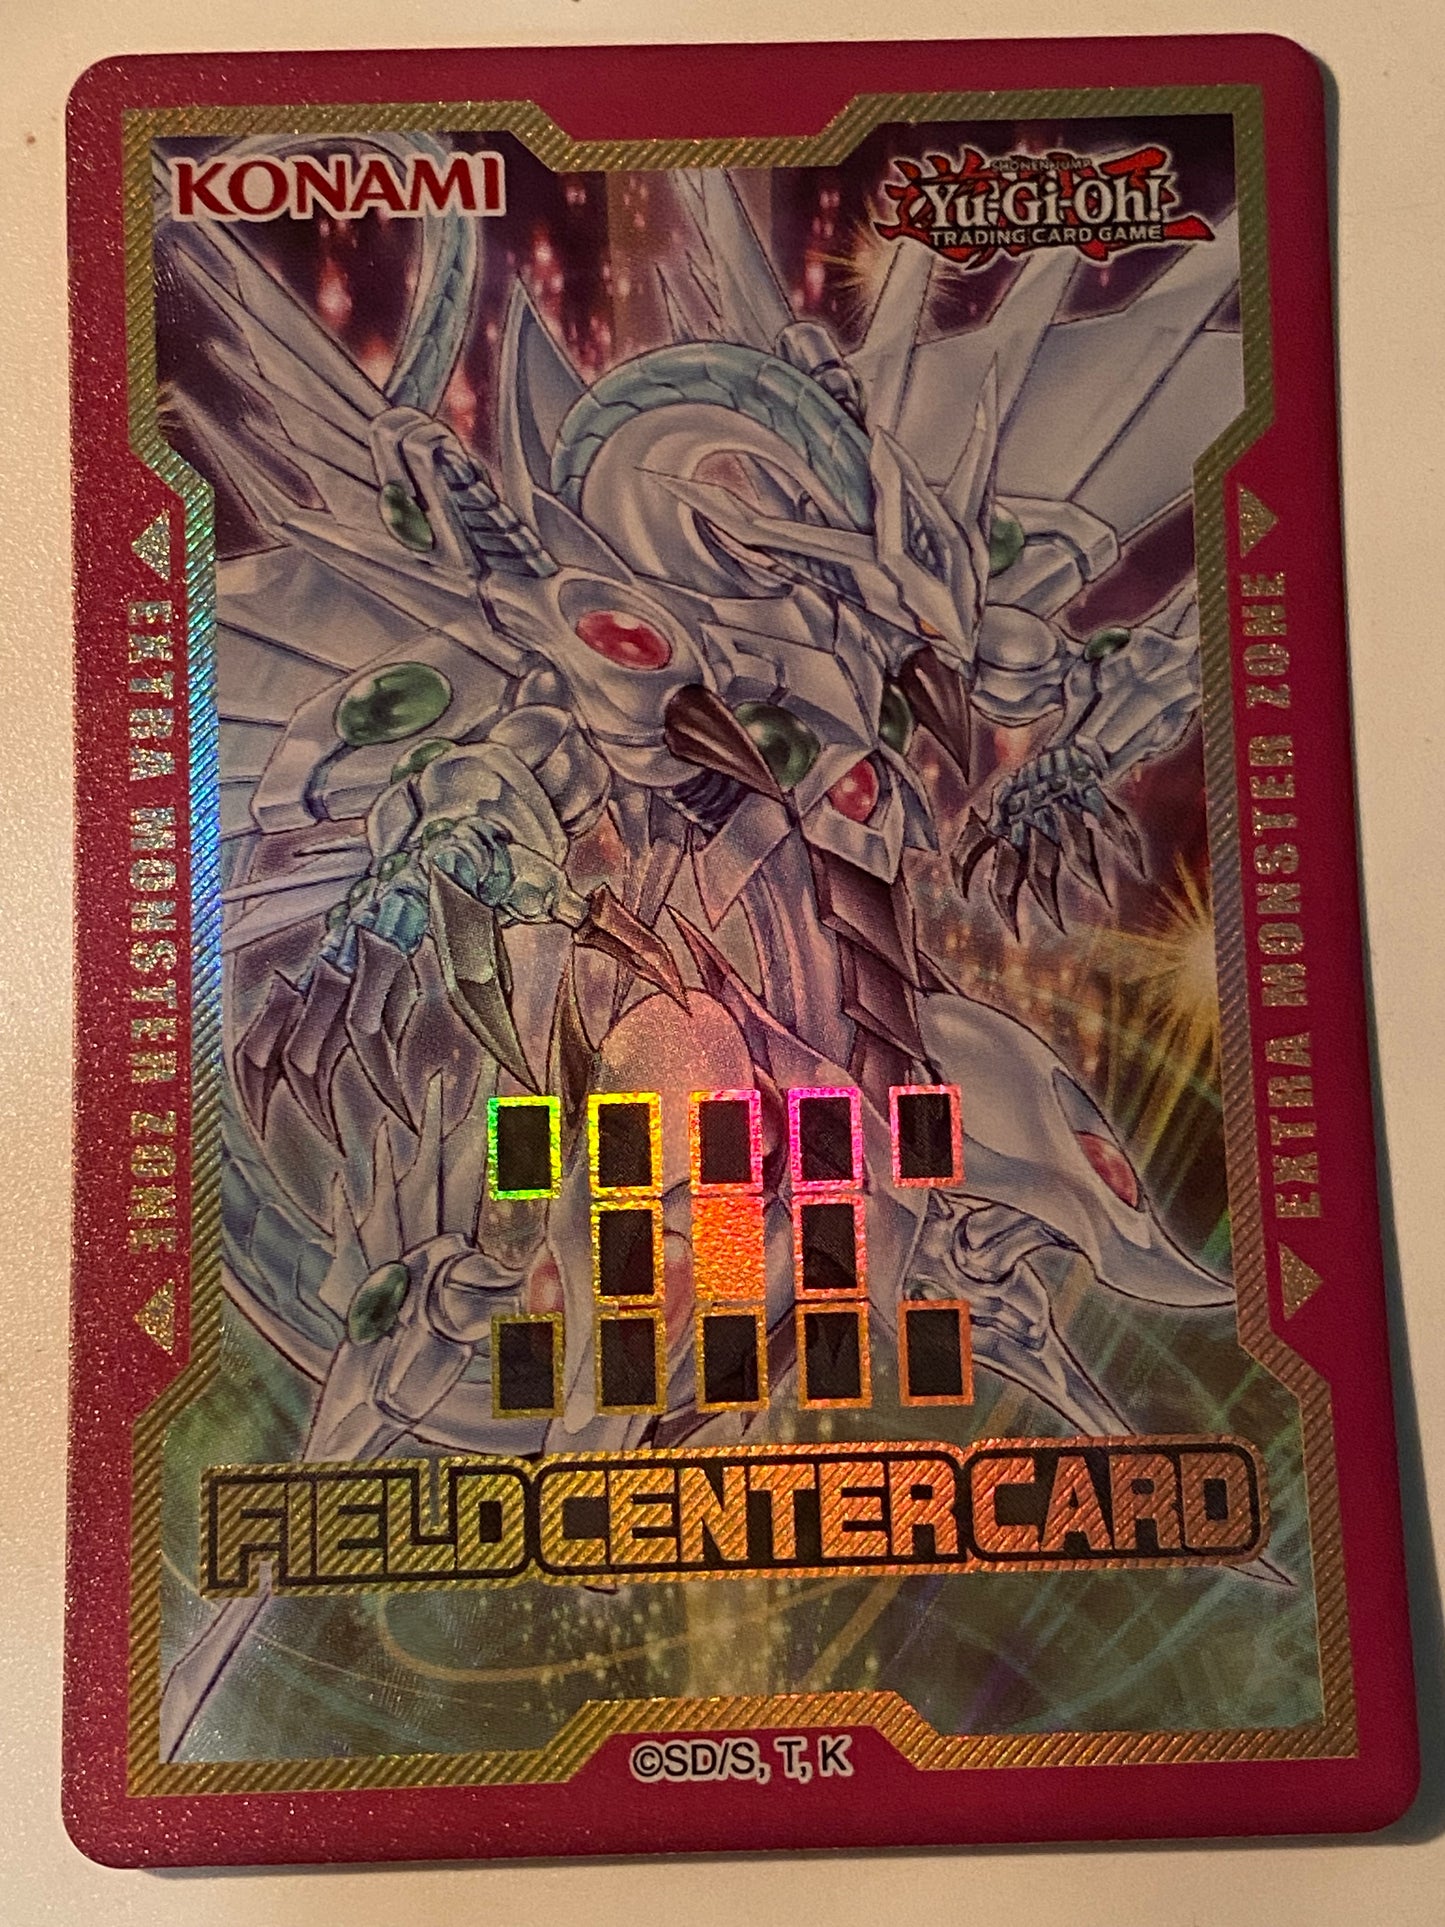 KONAMI
SHONEN JUMP
Yu-Gi-Oh!
TRADING CARD GAME
EXTRA MONSTER ZONE
EXTRA MONSTER ZONE
FIELD CENTER CARD
©SD/S, T, K